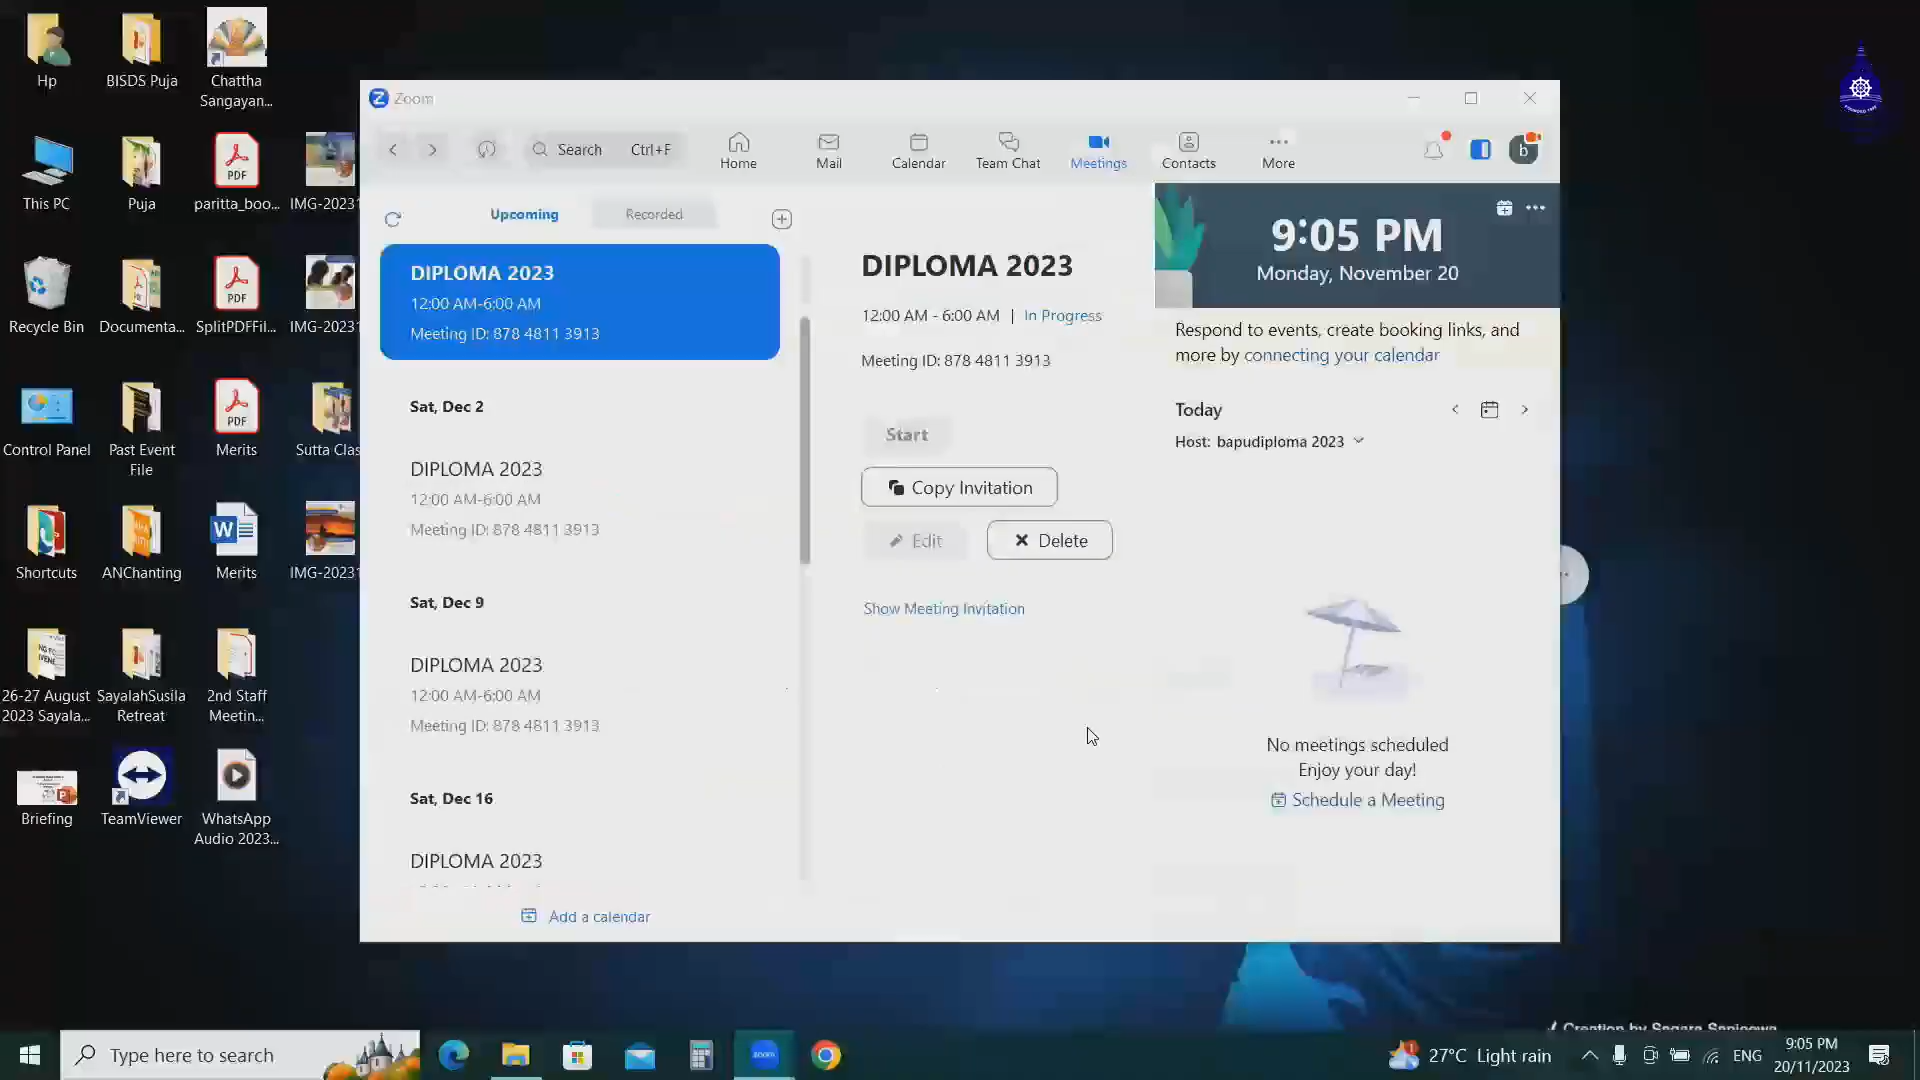 Hp
BISDS Puja
Chattha
Sangayan...
This PC
Puja
paritta_boo...
IMG-2023
Recycle Bin
Documenta...
SplitPDFFil...
IMG-2023
Control Panel
Past Event
File
Merits
Sutta Clas
Shortcuts
ANChanting
Merits
IMG-2023
26-27 August
2023 Sayala...
SayalahSusila
Retreat
2nd Staff
Meetin...
Briefing
TeamViewer
WhatsApp
Audio 2023...
Zoom
Search Ctrl+F
Home
Mail
Calendar
Team Chat
Meetings
Contacts
More
b
Upcoming
Recorded
DIPLOMA 2023
12:00 AM-6:00 AM
Meeting ID: 878 4811 3913
Sat, Dec 2
DIPLOMA 2023
12:00 AM-6:00 AM
Meeting ID: 878 4811 3913
Sat, Dec 9
DIPLOMA 2023
12:00 AM-6:00 AM
Meeting ID: 878 4811 3913
Sat, Dec 16
DIPLOMA 2023
Add a calendar
DIPLOMA 2023
12:00 AM - 6:00 AM | In Progress
Meeting ID: 878 4811 3913
Start
Copy Invitation
Edit
Delete
Show Meeting Invitation
9:05 PM
Monday, November 20
Respond to events, create booking links, and
more by connecting your calendar
Today
Host: bapudiploma 2023
No meetings scheduled
Enjoy your day!
Schedule a Meeting
Creation by Sagara Sanjeewa
Type here to search
zoom
27°C Light rain
ENG
9:05 PM
20/11/2023